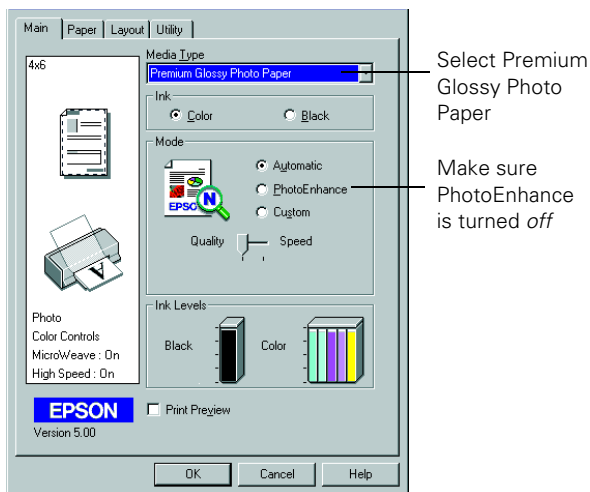 Main Paper Layout Utility
4x6
Media Type
Premium Glossy Photo Paper
Select Premium
Glossy Photo
Paper
Ink
Color Black
Mode
Automatic
PhotoEnhance
Custom
EPSON
N
Make sure
PhotoEnhance
is turned off
Quality Speed
A
Photo
Color Controls
MicroWeave : On
High Speed : On
Ink Levels
Black Color
EPSON
Version 5.00
Print Preview
OK Cancel Help